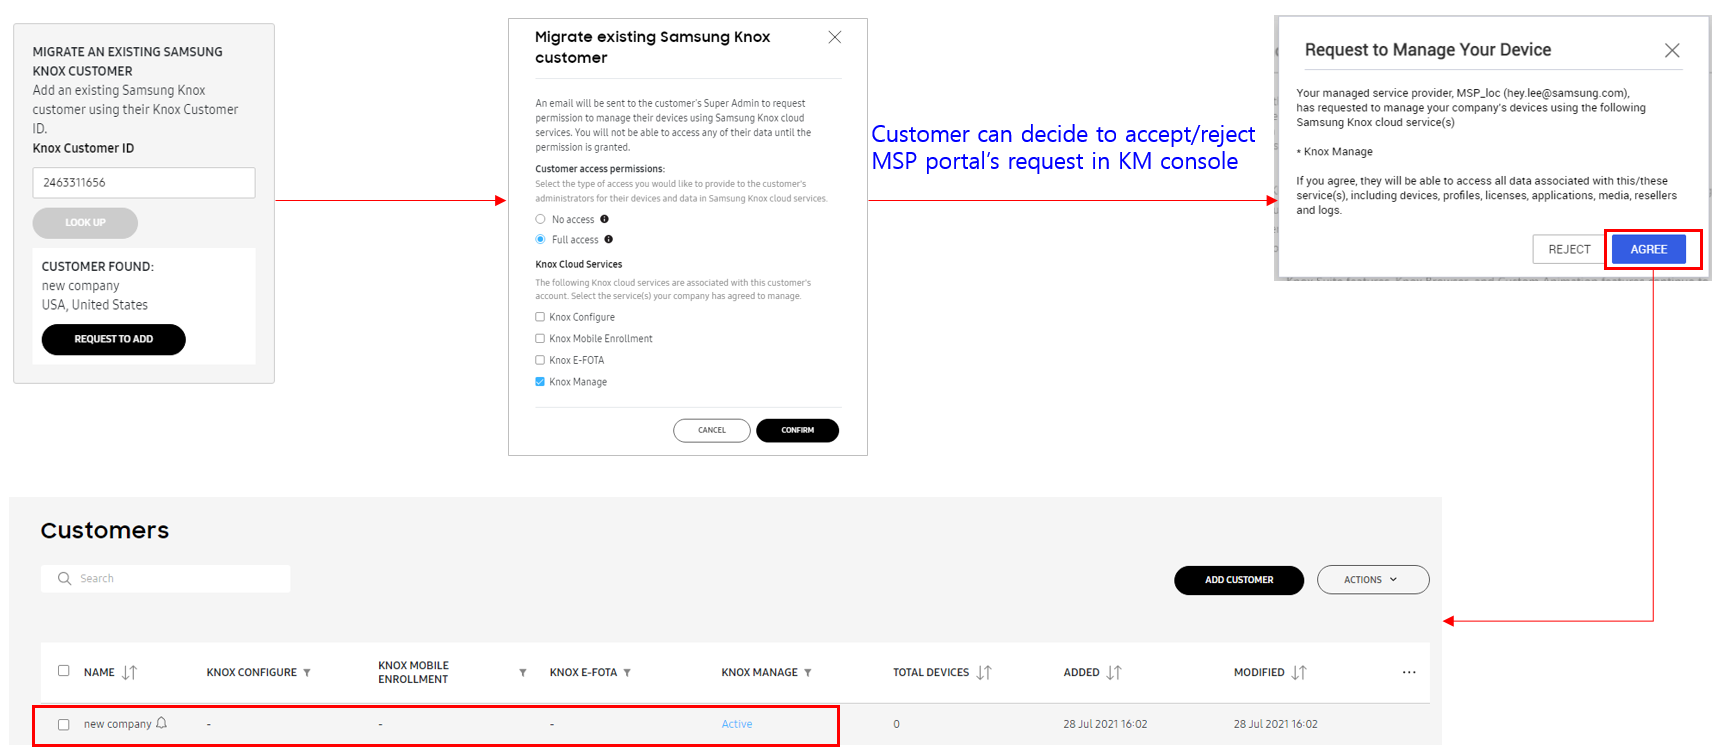 MIGRATE AN EXISTING SAMSUNG
KNOX CUSTOMER
Add an existing Samsung Knox
customer using their Knox Customer
ID.
Knox Customer ID
2463311656
LOOK UP
CUSTOMER FOUND:
new company
USA, United States
REQUEST TO ADD
Migrate existing Samsung Knox
customer
An email will be sent to the customer's Super Admin to request
permission to manage their devices using Samsung Knox cloud
services. You will not be able to access any of their data until the
permission is granted.
Customer access permissions:
Select the type of access you would like to provide to the customer's
administrators for their devices and data in Samsung Knox cloud services.
No access
Full access
Knox Cloud Services
The following Knox cloud services are associated with this customer's
account. Select the service(s) your company has agreed to manage.
Knox Configure
Knox Mobile Enrollment
Knox E-FOTA
Knox Manage
CANCEL
CONFIRM
Customer can decide to accept/reject
MSP portal's request in KM console
Request to Manage Your Device
Your managed service provider, MSP_loc (hey.lee@samsung.com),
has requested to manage your company's devices using the following
Samsung Knox cloud service(s)
* Knox Manage
If you agree, they will be able to access all data associated with this/these
service(s), including devices, profiles, licenses, applications, media, resellers
and logs.
REJECT
AGREE
Customers
Search
ADD CUSTOMER
ACTIONS
NAME
KNOX CONFIGURE
KNOX MOBILE
ENROLLMENT
KNOX E-FOTA
KNOX MANAGE
TOTAL DEVICES
ADDED
MODIFIED
...
new company
-
-
-
Active
0
28 Jul 2021 16:02
28 Jul 2021 16:02